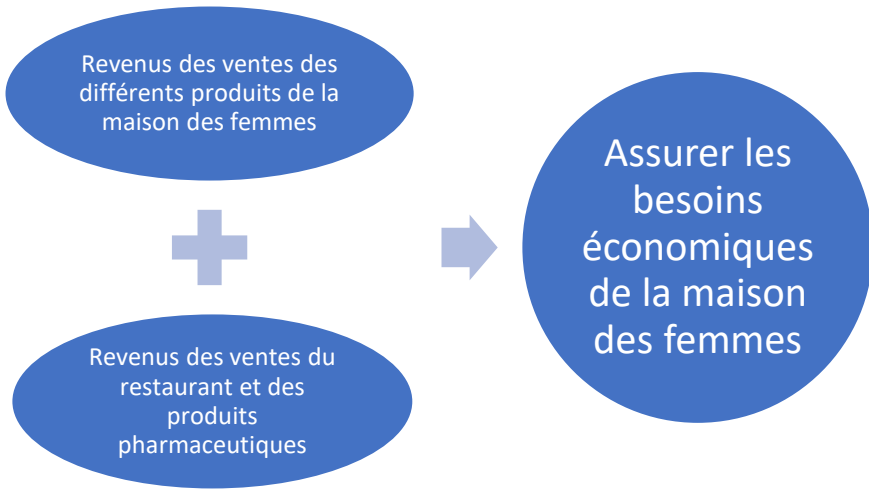 Revenus des ventes des
différents produits de la
maison des femmes
Revenus des ventes du
restaurant et des
produits
pharmaceutiques
Assurer les
besoins
économiques
de la maison
des femmes